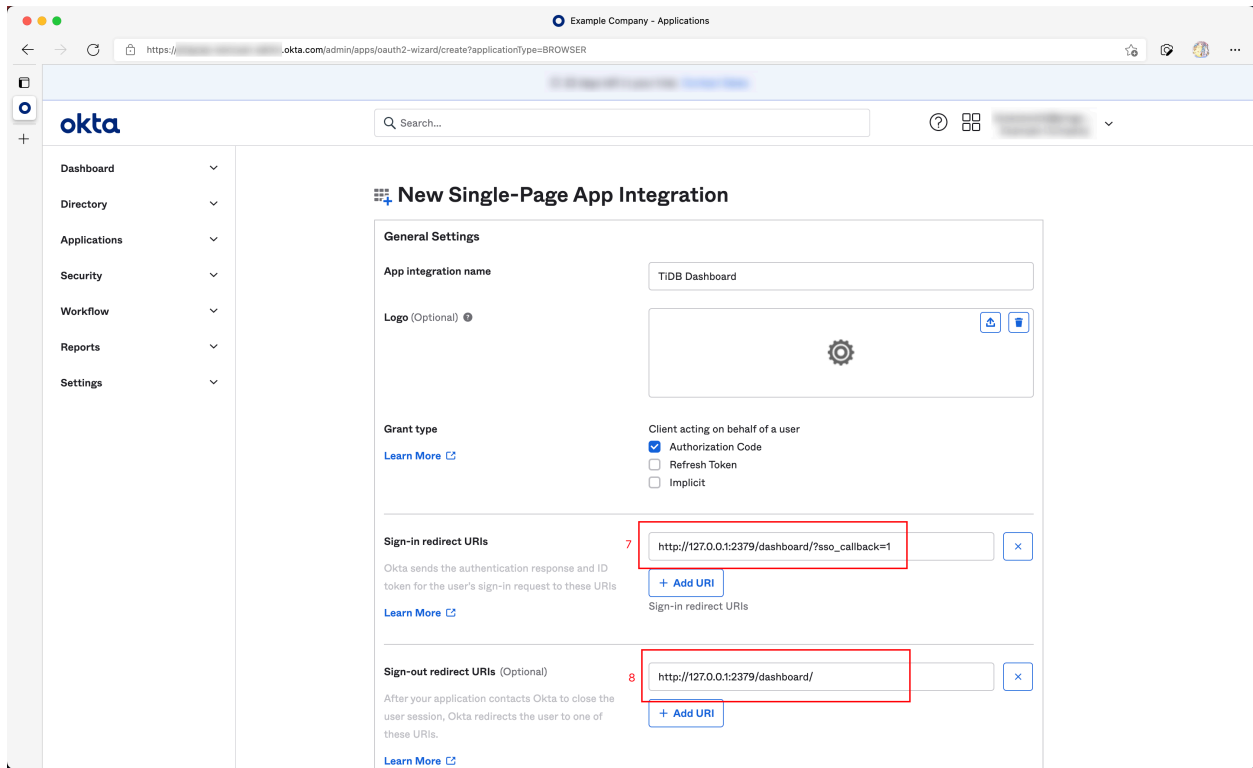 Example Company - Applications
https:// .okta.com/admin/apps/oauth2-wizard/create?applicationType=BROWSER
okta
Search...
Dashboard
Directory
Applications
Security
Workflow
Reports
Settings
New Single-Page App Integration
General Settings
App integration name
TiDB Dashboard
Logo (Optional)
Grant type
Learn More
Client acting on behalf of a user
Authorization Code
Refresh Token
Implicit
Sign-in redirect URIs
Okta sends the authentication response and ID
token for the user's sign-in request to these URIs
Learn More
7
http://127.0.0.1:2379/dashboard/?sso_callback=1
+ Add URI
Sign-in redirect URIs
Sign-out redirect URIs (Optional)
After your application contacts Okta to close the
user session, Okta redirects the user to one of
these URIs.
Learn More
8
http://127.0.0.1:2379/dashboard/
+ Add URI